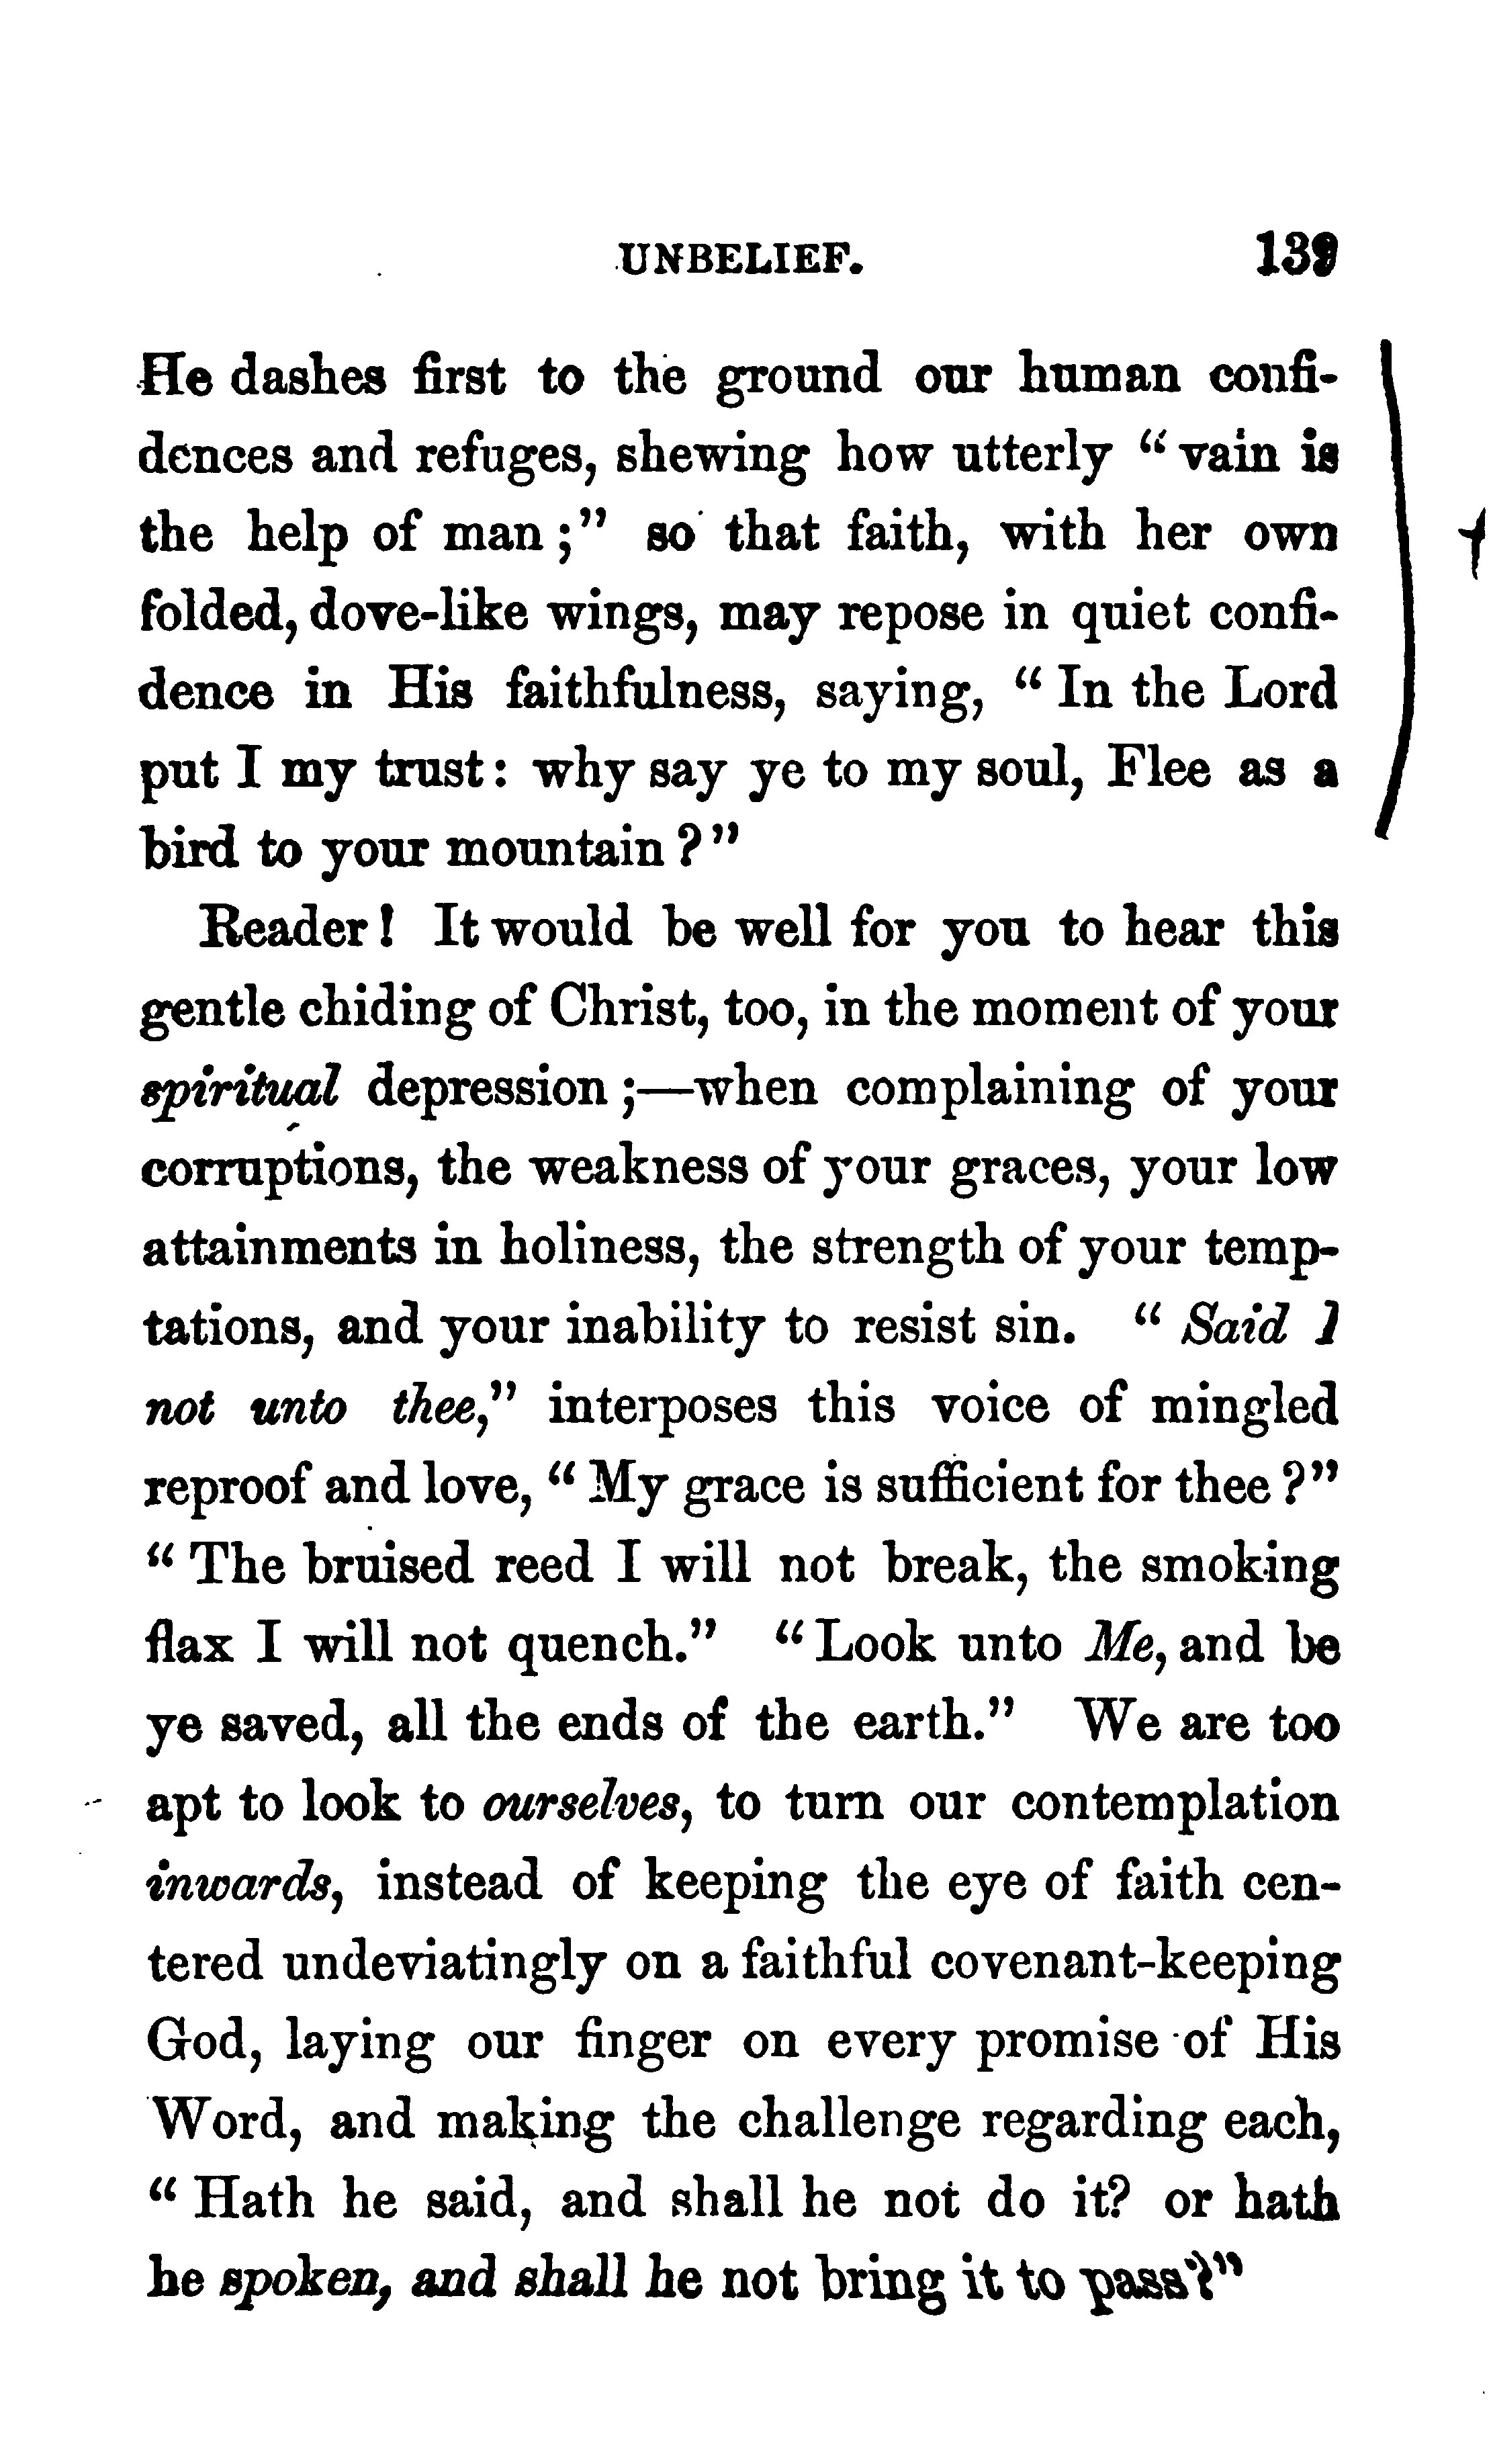 UNBELIEF. 139
He dashes first to the ground our human confi-
dences and refuges, shewing how utterly " vain is
the help of man ;" so that faith, with her own
folded, dove-like wings, may repose in quiet confi-
dence in His faithfulness, saying, " In the Lord
put I my trust: why say ye to my soul, Flee as a
bird to your mountain ?"
Reader! It would be well for you to hear this
gentle chiding of Christ, too, in the moment of your
spiritual depression ;—when complaining of your
corruptions, the weakness of your graces, your low
attainments in holiness, the strength of your temp-
tations, and your inability to resist sin. " Said I
not unto thee," interposes this voice of mingled
reproof and love, " My grace is sufficient for thee ?"
" The bruised reed I will not break, the smoking
flax I will not quench." " Look unto Me, and be
ye saved, all the ends of the earth." We are too
apt to look to ourselves, to turn our contemplation
inwards, instead of keeping the eye of faith cen-
tered undeviatingly on a faithful covenant-keeping
God, laying our finger on every promise of His
Word, and making the challenge regarding each,
" Hath he said, and shall he not do it? or hath
he spoken, and shall he not bring it to pass?"